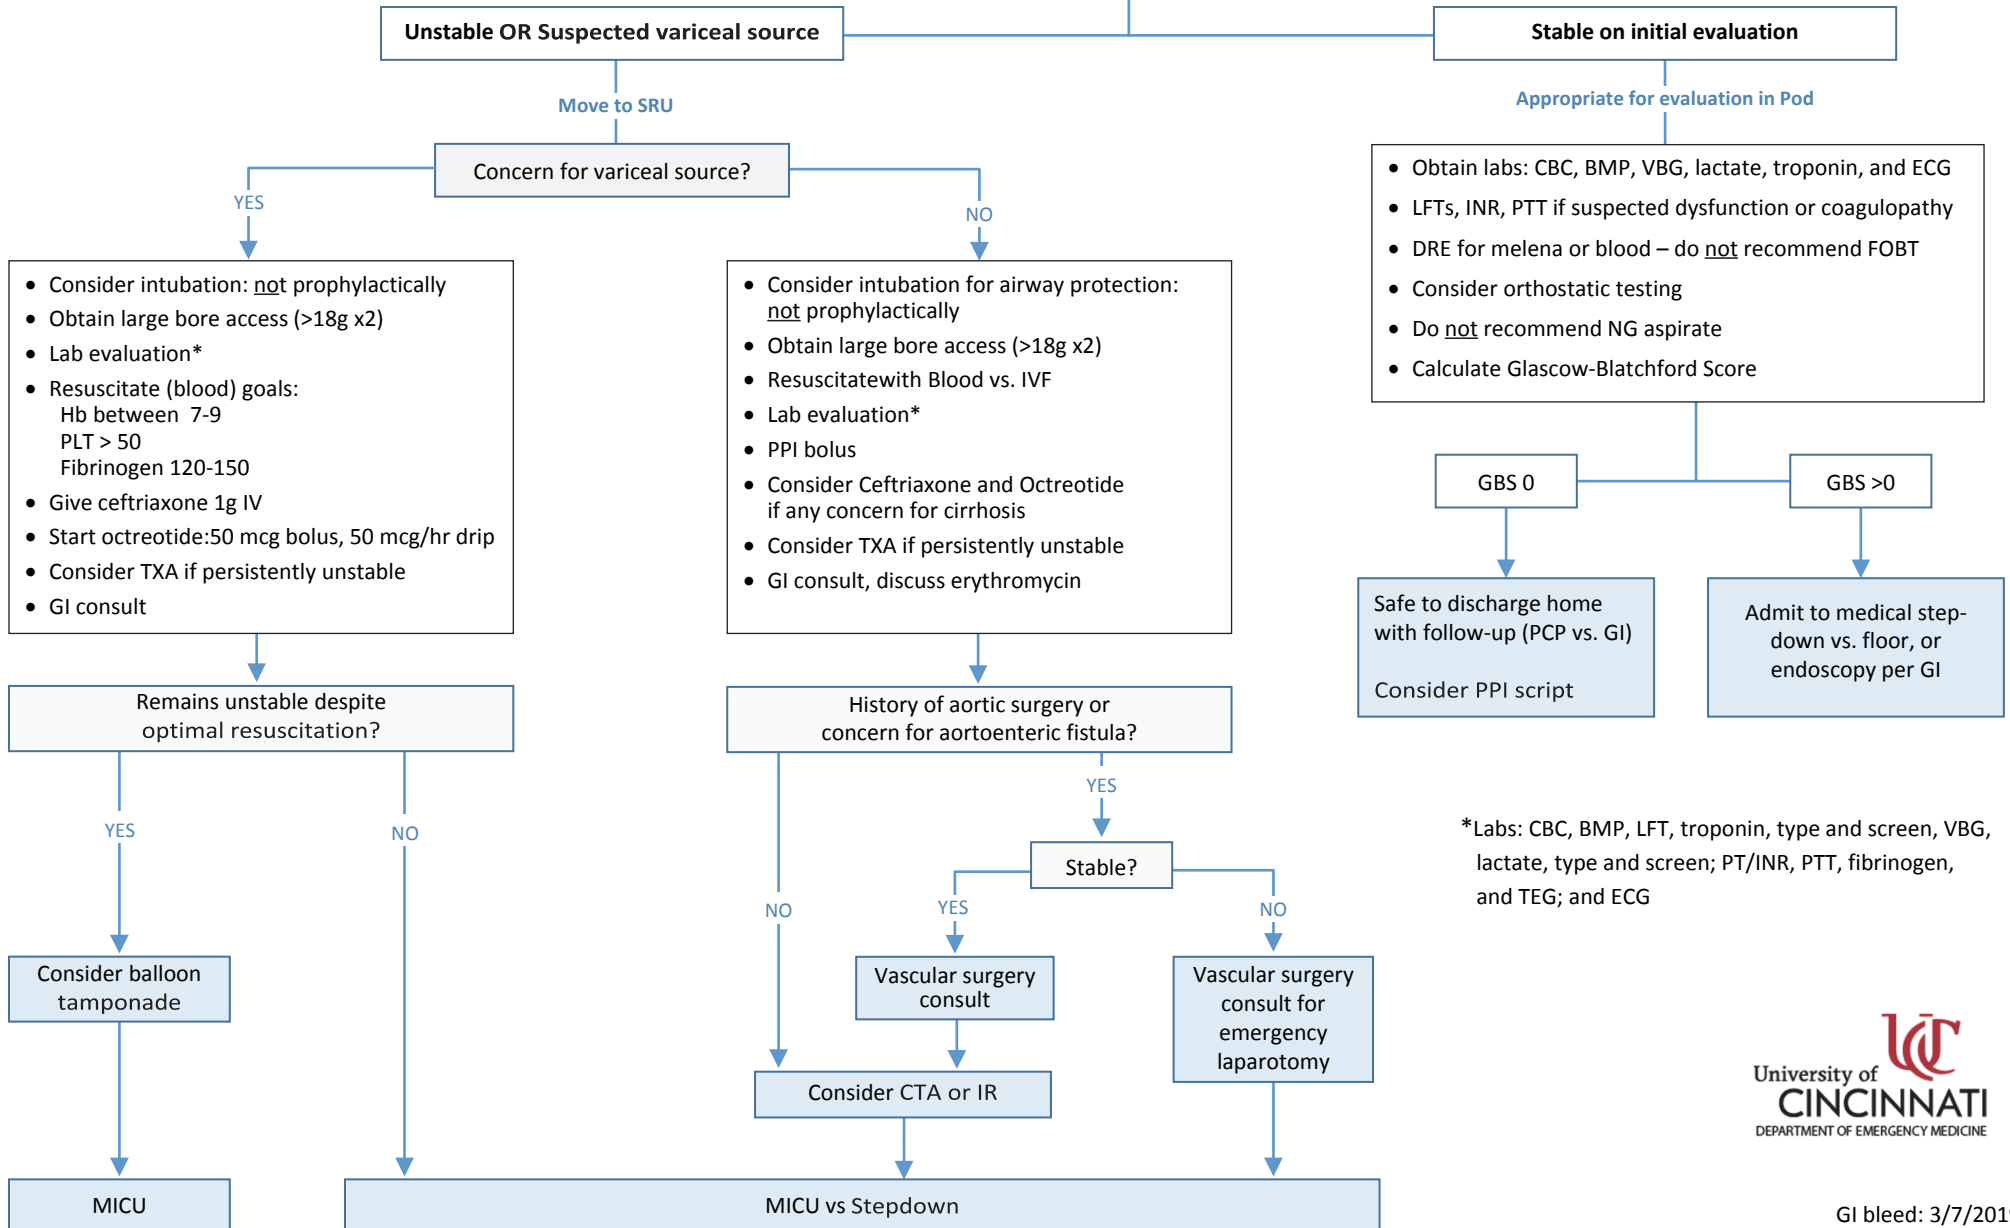 Unstable OR Suspected variceal source
Stable on initial evaluation
Move to SRU
Appropriate for evaluation in Pod
Concern for variceal source?
YES
NO
• Consider intubation: not prophylactically
• Obtain large bore access (>18g x2)
• Lab evaluation*
• Resuscitate (blood) goals:
Hb between 7-9
PLT > 50
Fibrinogen 120-150
• Give ceftriaxone 1g IV
• Start octreotide:50 mcg bolus, 50 mcg/hr drip
• Consider TXA if persistently unstable
• GI consult
• Consider intubation for airway protection:
not prophylactically
• Obtain large bore access (>18g x2)
• Resuscitatewith Blood vs. IVF
• Lab evaluation*
• PPI bolus
• Consider Ceftriaxone and Octreotide
if any concern for cirrhosis
• Consider TXA if persistently unstable
• GI consult, discuss erythromycin
• Obtain labs: CBC, BMP, VBG, lactate, troponin, and ECG
• LFTs, INR, PTT if suspected dysfunction or coagulopathy
• DRE for melena or blood – do not recommend FOBT
• Consider orthostatic testing
• Do not recommend NG aspirate
• Calculate Glascow-Blatchford Score
GBS 0
GBS >0
Safe to discharge home
with follow-up (PCP vs. GI)
Consider PPI script
Admit to medical step-
down vs. floor, or
endoscopy per GI
Remains unstable despite
optimal resuscitation?
YES
NO
Consider balloon
tamponade
MICU
History of aortic surgery or
concern for aortoenteric fistula?
NO
YES
Stable?
YES
NO
Vascular surgery
consult
Vascular surgery
consult for
emergency
laparotomy
Consider CTA or IR
MICU vs Stepdown
*Labs: CBC, BMP, LFT, troponin, type and screen, VBG,
lactate, type and screen; PT/INR, PTT, fibrinogen,
and TEG; and ECG
UC
University of
CINCINNATI
DEPARTMENT OF EMERGENCY MEDICINE
GI bleed: 3/7/201